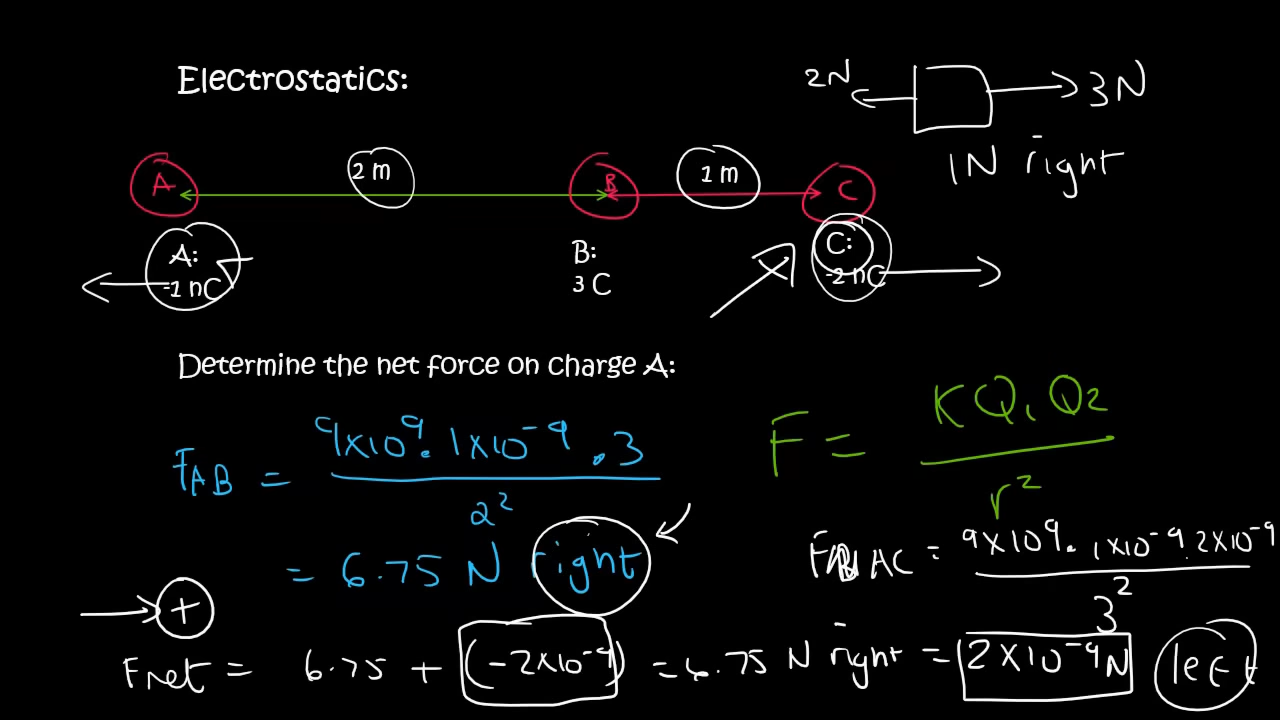 Electrostatics:
2N
3N
1N right
2 m
1 m
A
B
C
A:
-1 nC
B:
3 C
C:
-2 nC
Determine the net force on charge A:
F = KQ₁Q₂
r²
F_AB = 9x10⁹ . 1x10⁻⁹ . 3
2²
= 6.75 N right
AC = 9x10⁹ . 1x10⁻⁹ . 2x10⁻⁹
3²
= 2x10⁻⁹ N left
+
Fnet = 6.75 + (-2x10⁻⁹) = 6.75 N right